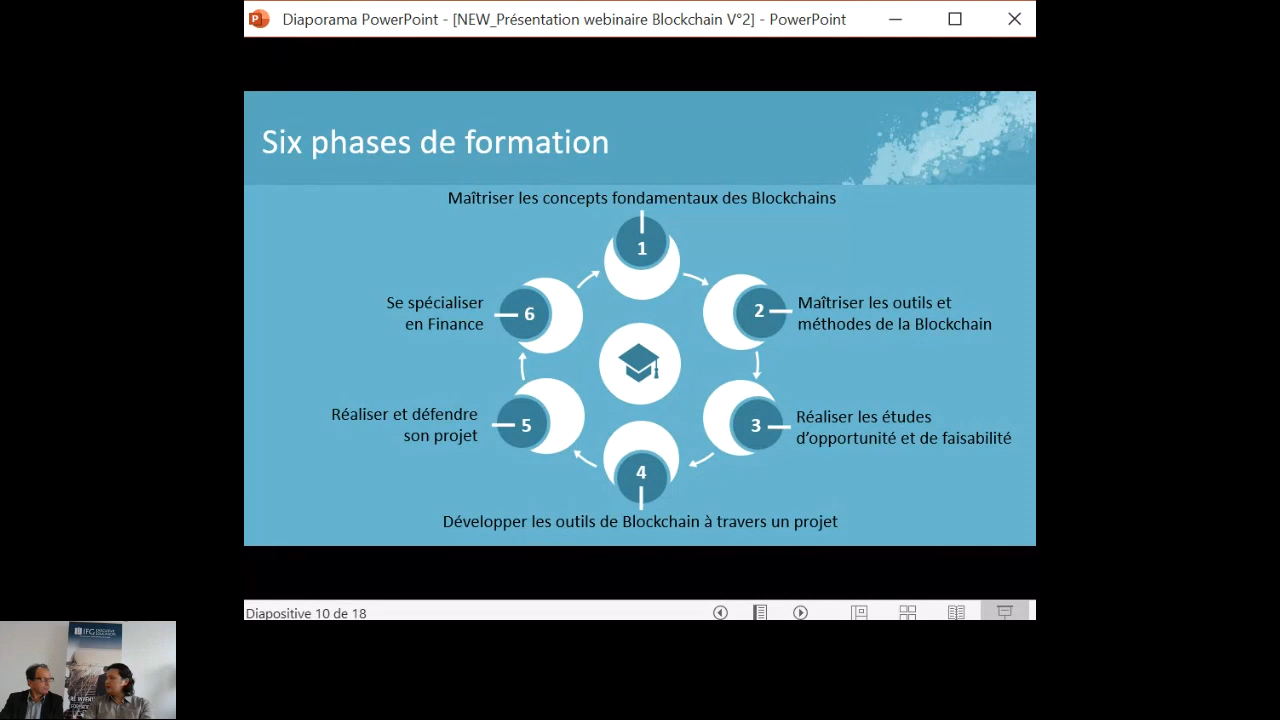 Diaporama PowerPoint - [NEW_Présentation webinaire Blockchain V°2] - PowerPoint
Six phases de formation
Maîtriser les concepts fondamentaux des Blockchains
1
2
Maîtriser les outils et
méthodes de la Blockchain
3
Réaliser les études
d’opportunité et de faisabilité
4
Développer les outils de Blockchain à travers un projet
5
Réaliser et défendre
son projet
6
Se spécialiser
en Finance
Diapositive 10 de 18
IFG EXECUTIVE
EDUCATION